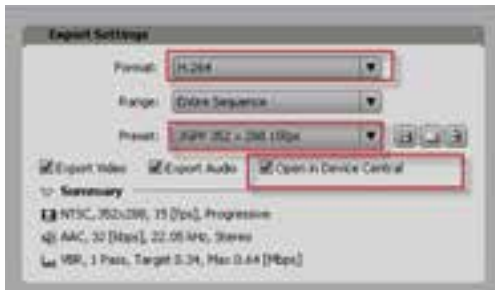 Export Settings
Format: H.264
Range: Entire Sequence
Preset: 3GPP 352 x 288 15fps
Export Video Export Audio Open in Device Central
Summary
NTSC, 352x288, 15 [fps], Progressive
AAC, 32 [kbps], 22.05 kHz, Stereo
VBR, 1 Pass, Target 0.34, Max 0.64 [Mbps]